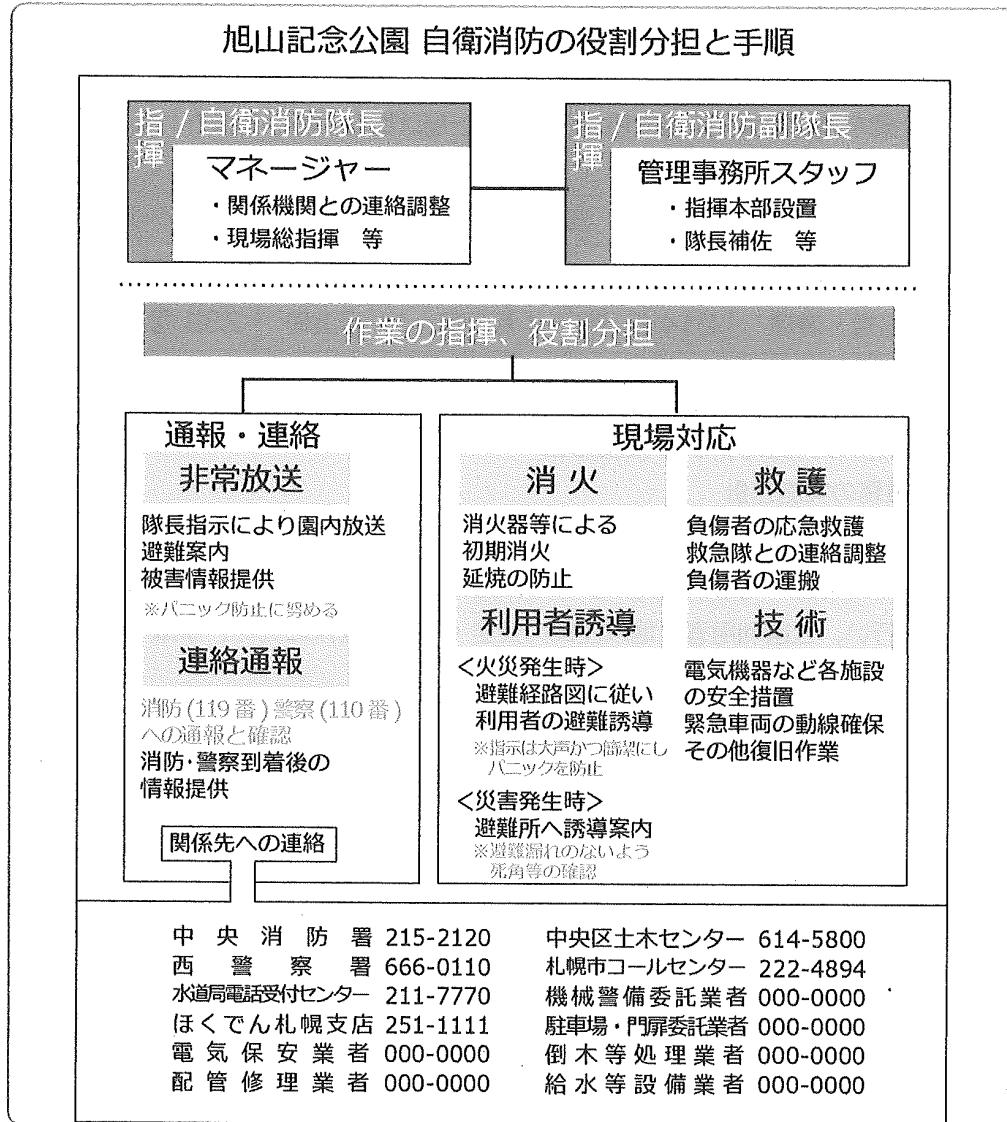 旭山記念公園 自衛消防の役割分担と手順
指揮 / 自衛消防隊長
マネージャー
・関係機関との連絡調整
・現場総指揮 等
指揮 / 自衛消防副隊長
管理事務所スタッフ
・指揮本部設置
・隊長補佐 等
作業の指揮、役割分担
通報・連絡
非常放送
隊長指示により園内放送
避難案内
被害情報提供
※パニック防止に努める
連絡通報
消防(119番)警察(110番)
への通報と確認
消防・警察到着後の
情報提供
関係先への連絡
現場対応
消火
消火器等による
初期消火
延焼の防止
救護
負傷者の応急救護
救急隊との連絡調整
負傷者の運搬
利用者誘導
<火災発生時>
避難経路図に従い
利用者の避難誘導
※指示は大声かつ簡潔にし
パニックを防止
<災害発生時>
避難所へ誘導案内
※避難漏れのないよう
死角等の確認
技術
電気機器など各施設
の安全措置
緊急車両の動線確保
その他復旧作業
中央消防署 215-2120
西警察署 666-0110
水道局電話受付センター 211-7770
ほくでん札幌支店 251-1111
電気保安業者 000-0000
配管修理業者 000-0000
中央区土木センター 614-5800
札幌市コールセンター 222-4894
機械警備委託業者 000-0000
駐車場・門扉委託業者 000-0000
倒木等処理業者 000-0000
給水等設備業者 000-0000